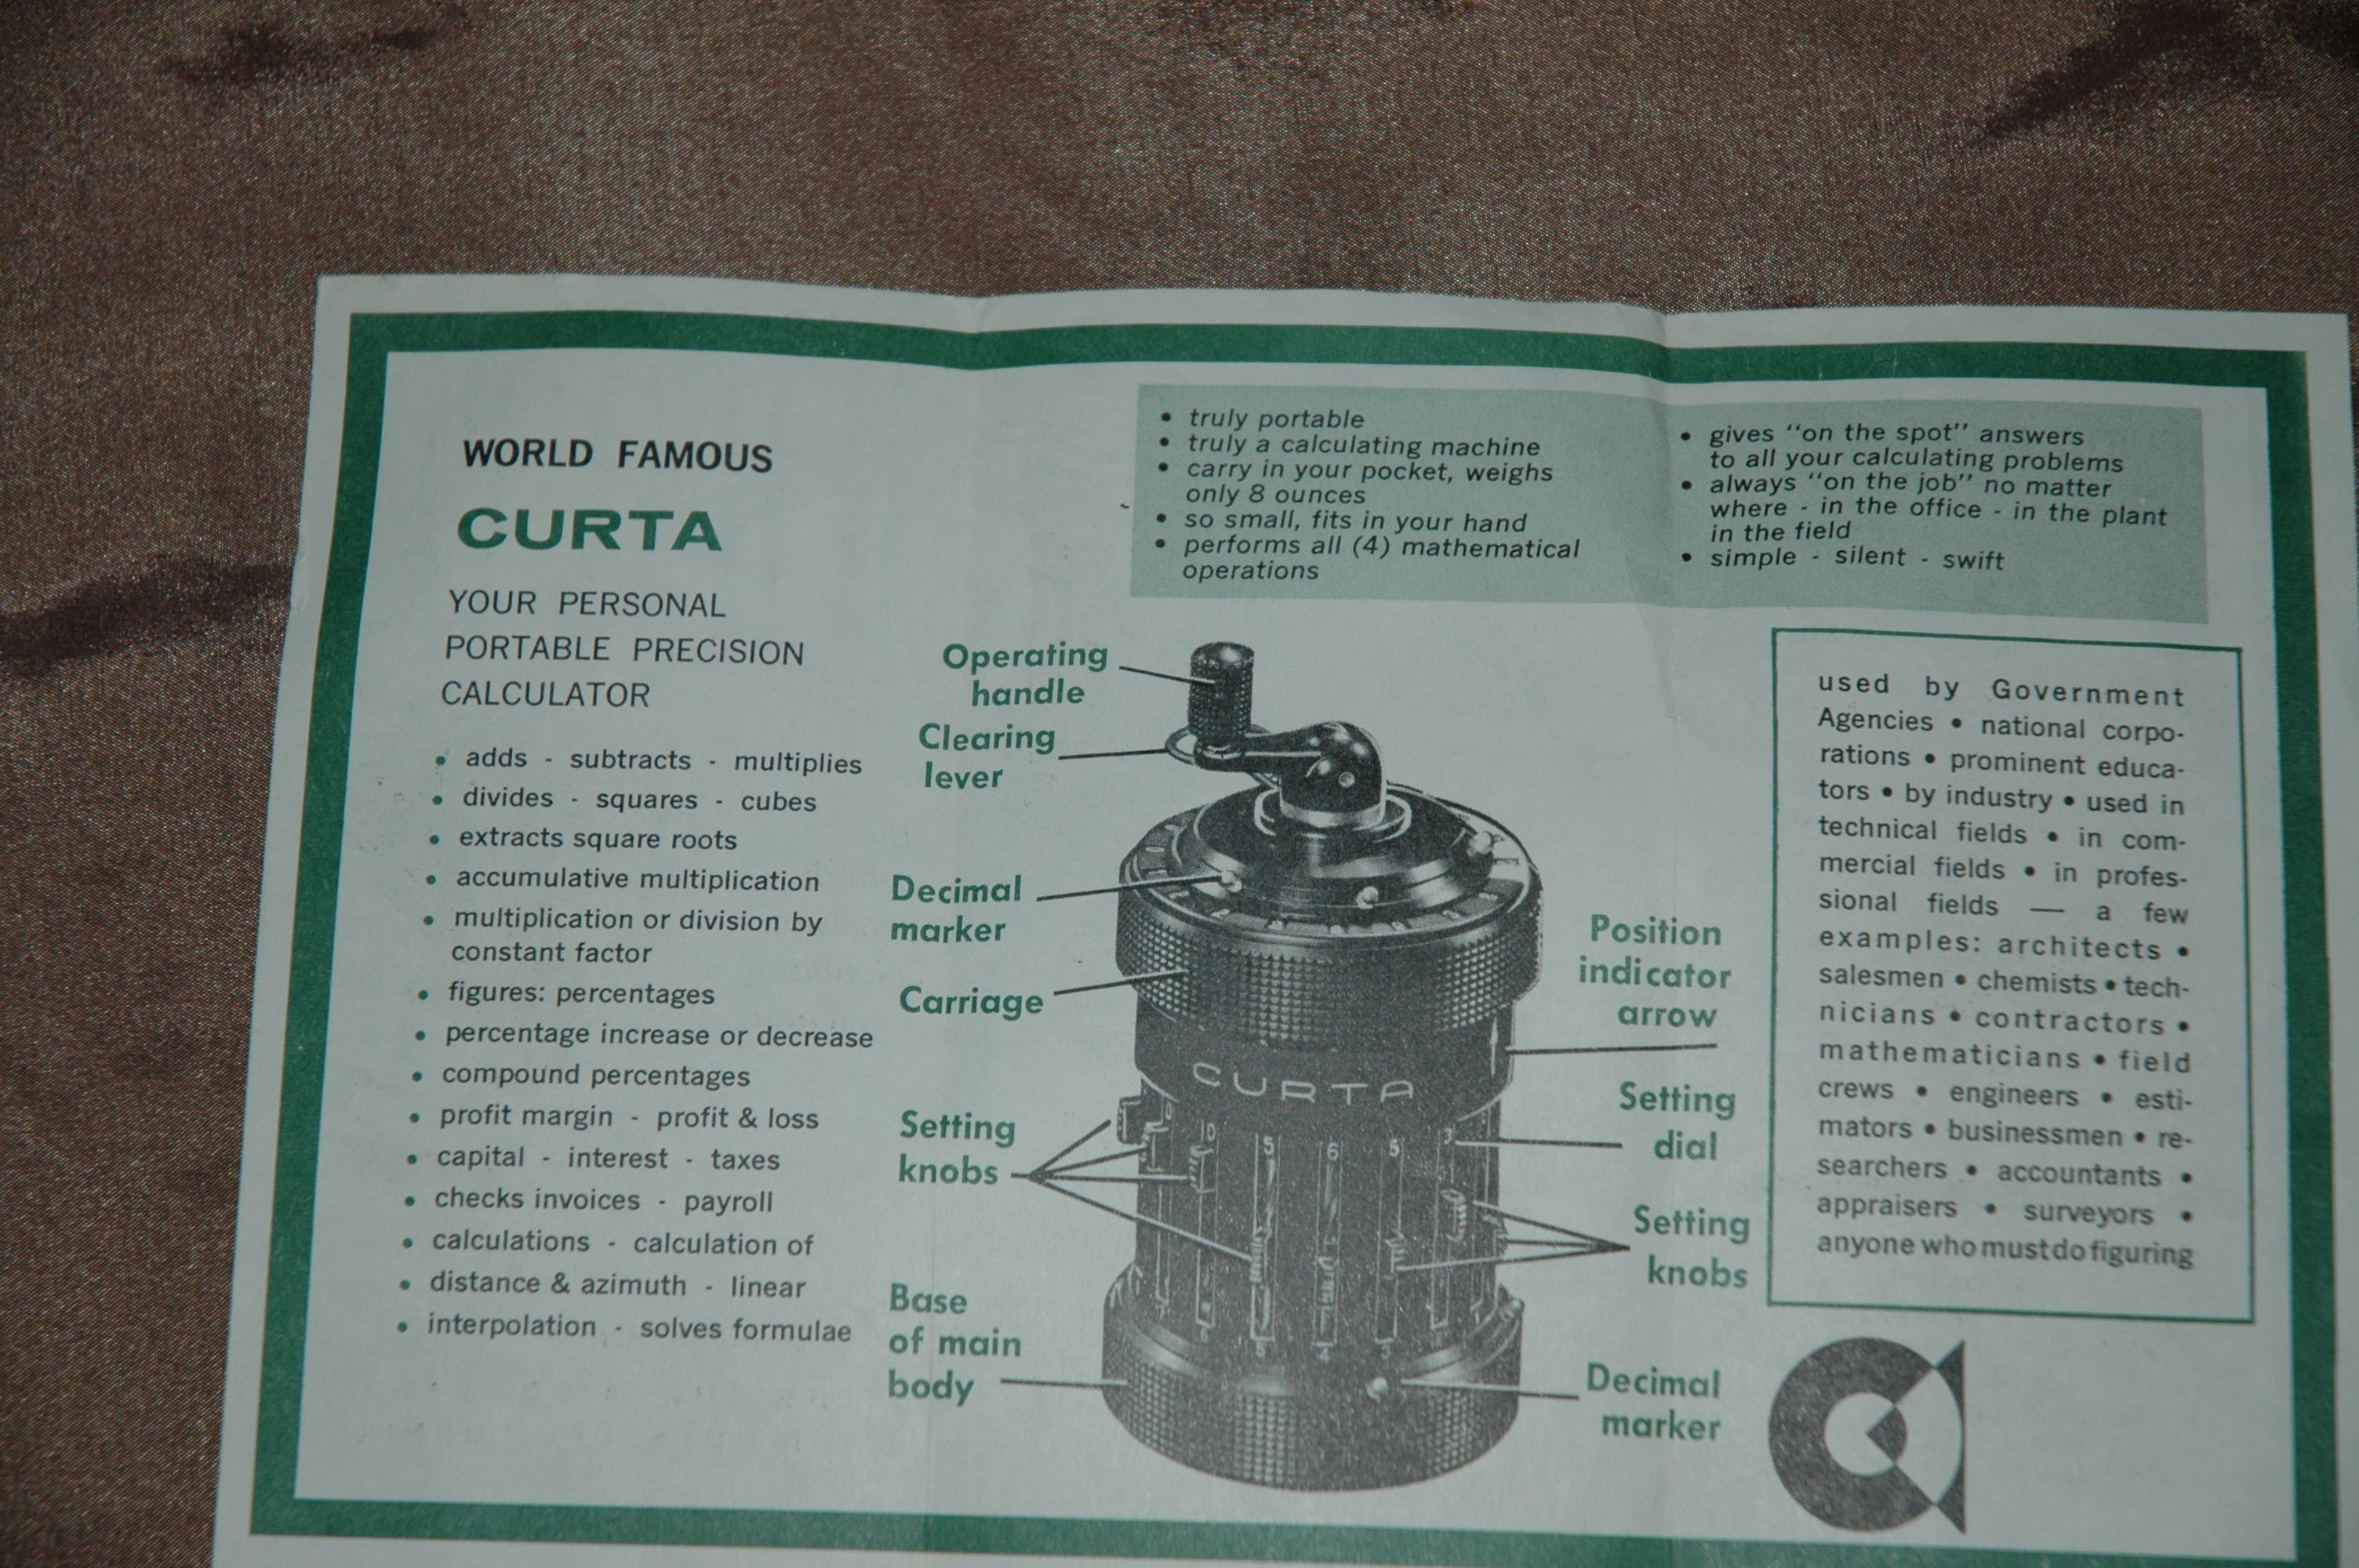 WORLD FAMOUS
CURTA
YOUR PERSONAL
PORTABLE PRECISION
CALCULATOR
• adds - subtracts - multiplies
• divides - squares - cubes
• extracts square roots
• accumulative multiplication
• multiplication or division by
constant factor
• figures: percentages
• percentage increase or decrease
• compound percentages
• profit margin - profit & loss
• capital - interest - taxes
• checks invoices - payroll
• calculations - calculation of
• distance & azimuth - linear
• interpolation - solves formulae
• truly portable
• truly a calculating machine
• carry in your pocket, weighs
only 8 ounces
• so small, fits in your hand
• performs all (4) mathematical
operations
• gives "on the spot" answers
to all your calculating problems
• always "on the job" no matter
where - in the office - in the plant
in the field
• simple - silent - swift
Operating
handle
Clearing
lever
Decimal
marker
Carriage
Setting
knobs
Base
of main
body
CURTA
0 5 6 5 3
5 4 3
Position
indicator
arrow
Setting
dial
Setting
knobs
Decimal
marker
used by Government
Agencies • national corpo-
rations • prominent educa-
tors • by industry • used in
technical fields • in com-
mercial fields • in profes-
sional fields — a few
examples: architects •
salesmen • chemists • tech-
nicians • contractors •
mathematicians • field
crews • engineers • esti-
mators • businessmen • re-
searchers • accountants •
appraisers • surveyors •
anyone who must do figuring